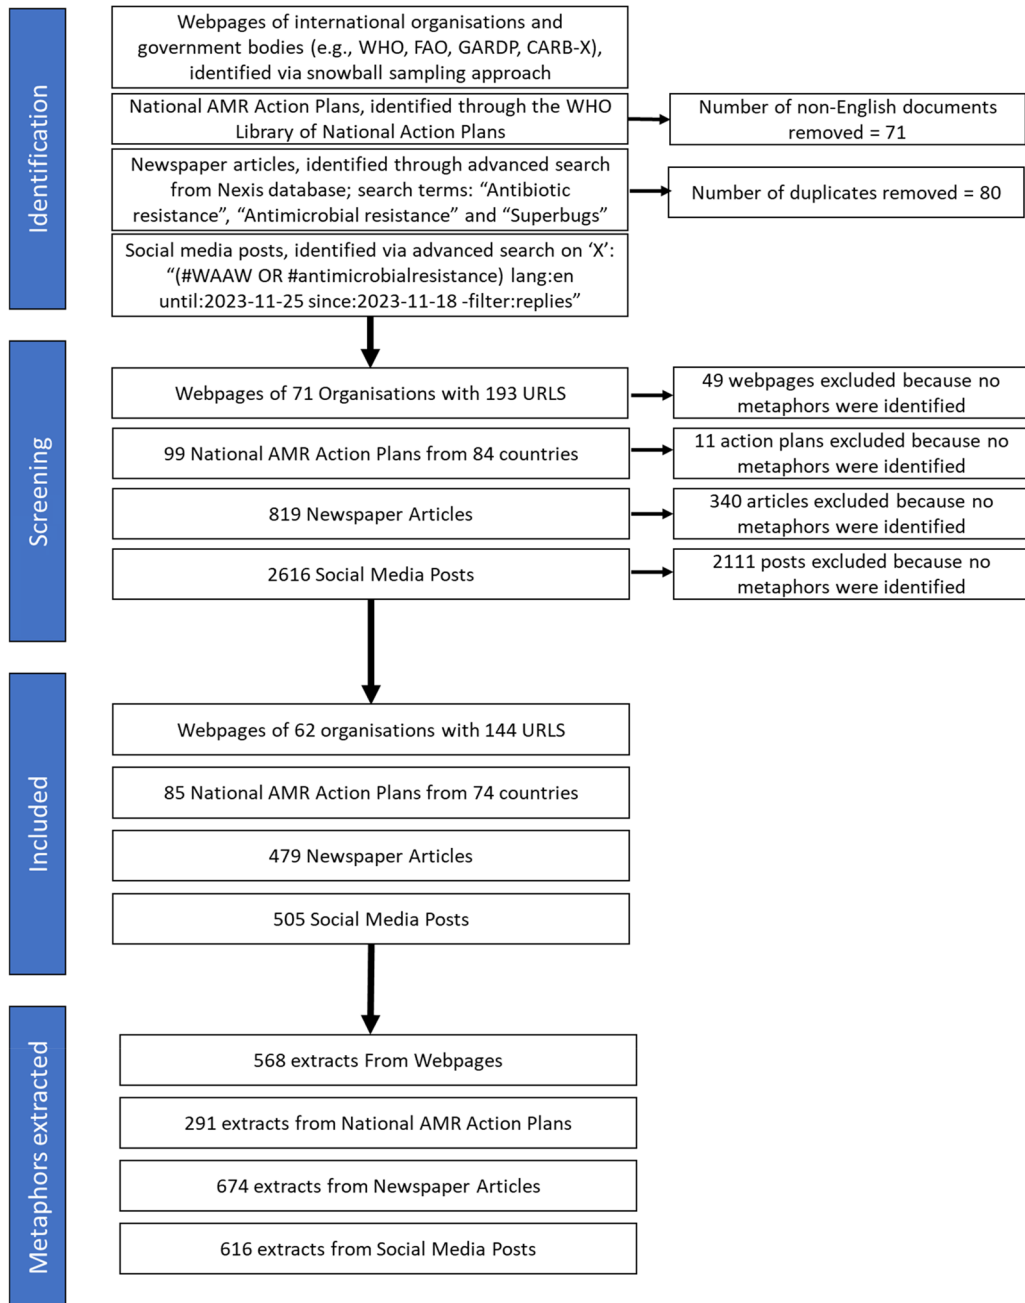 Identification
Webpages of international organisations and
government bodies (e.g., WHO, FAO, GARDP, CARB-X),
identified via snowball sampling approach
National AMR Action Plans, identified through the WHO
Library of National Action Plans
Number of non-English documents
removed = 71
Newspaper articles, identified through advanced search
from Nexis database; search terms: “Antibiotic
resistance”, “Antimicrobial resistance” and “Superbugs”
Number of duplicates removed = 80
Social media posts, identified via advanced search on ‘X’:
“(#WAAW OR #antimicrobialresistance) lang:en
until:2023-11-25 since:2023-11-18 -filter:replies”
Screening
Webpages of 71 Organisations with 193 URLS
49 webpages excluded because no
metaphors were identified
99 National AMR Action Plans from 84 countries
11 action plans excluded because no
metaphors were identified
819 Newspaper Articles
340 articles excluded because no
metaphors were identified
2616 Social Media Posts
2111 posts excluded because no
metaphors were identified
Included
Webpages of 62 organisations with 144 URLS
85 National AMR Action Plans from 74 countries
479 Newspaper Articles
505 Social Media Posts
Metaphors extracted
568 extracts From Webpages
291 extracts from National AMR Action Plans
674 extracts from Newspaper Articles
616 extracts from Social Media Posts